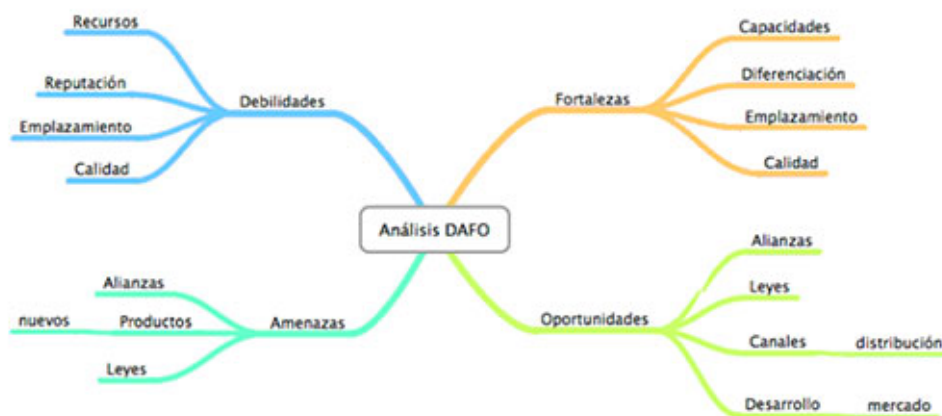 Análisis DAFO
Debilidades
Recursos
Reputación
Emplazamiento
Calidad
Fortalezas
Capacidades
Diferenciación
Emplazamiento
Calidad
Amenazas
Alianzas
Productos
nuevos
Leyes
Oportunidades
Alianzas
Leyes
Canales
distribución
Desarrollo
mercado